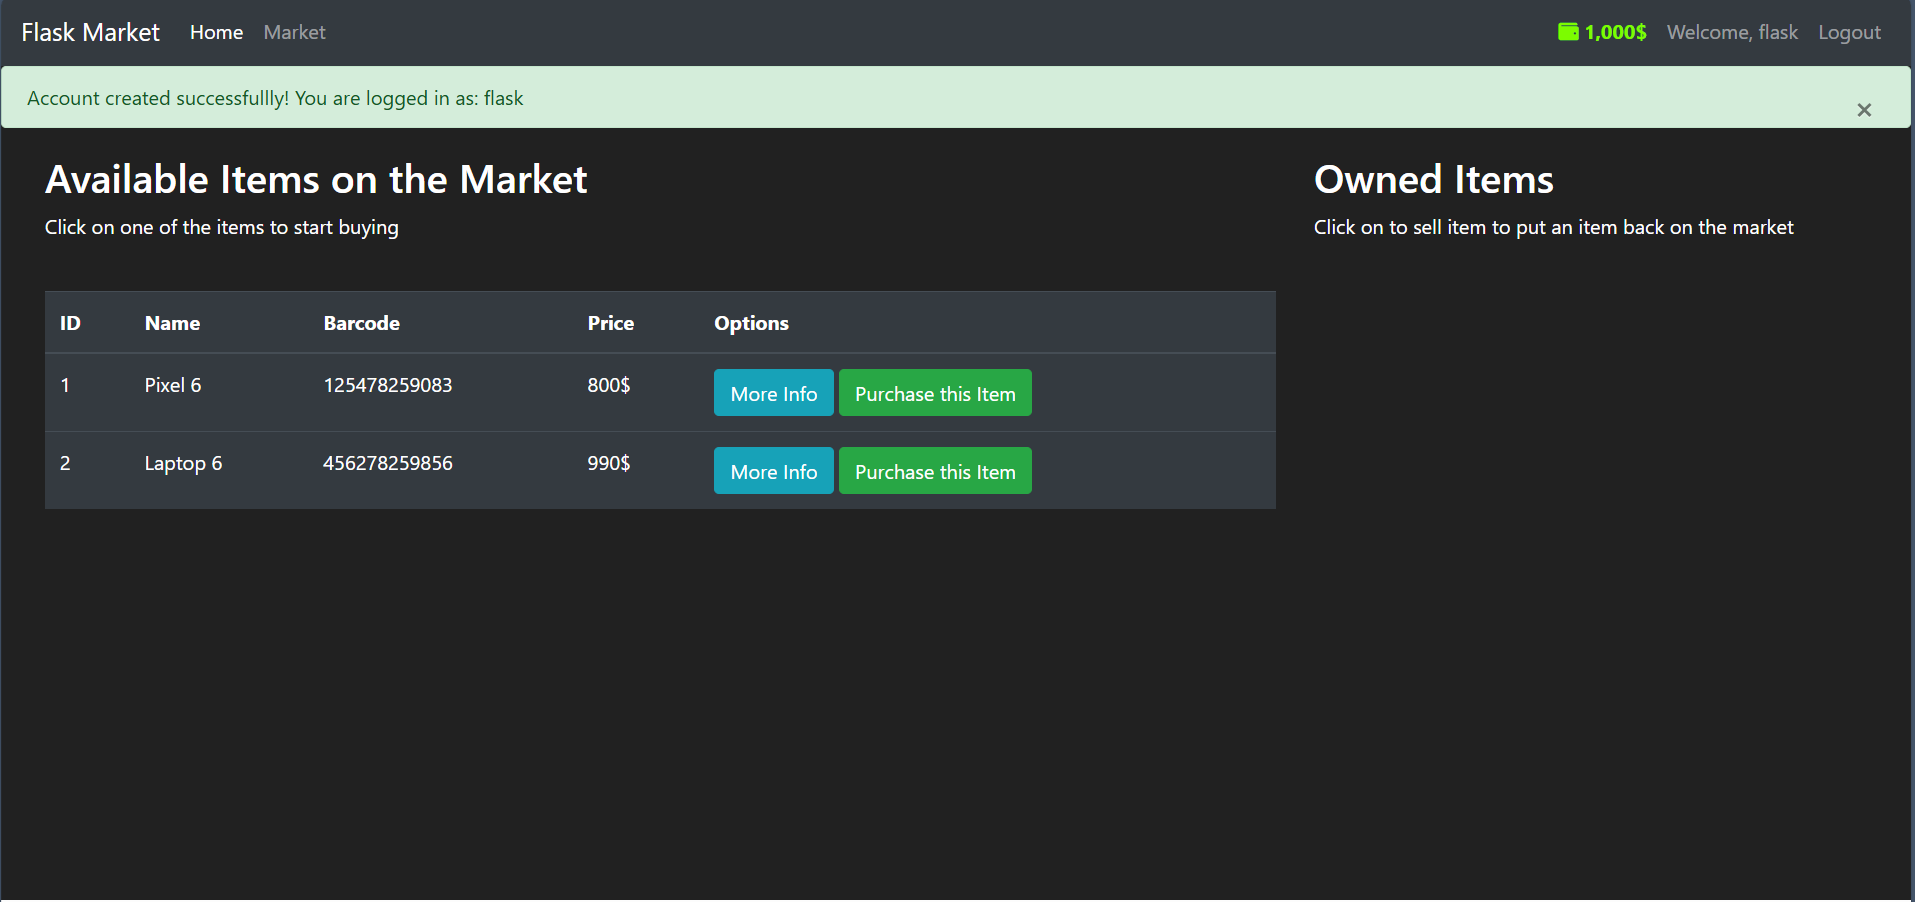 Flask Market Home Market 1,000$ Welcome, flask Logout
Account created successfullly! You are logged in as: flask
×
Available Items on the Market
Click on one of the items to start buying
ID Name Barcode Price Options
1 Pixel 6 125478259083 800$ More Info Purchase this Item
2 Laptop 6 456278259856 990$ More Info Purchase this Item
Owned Items
Click on to sell item to put an item back on the market